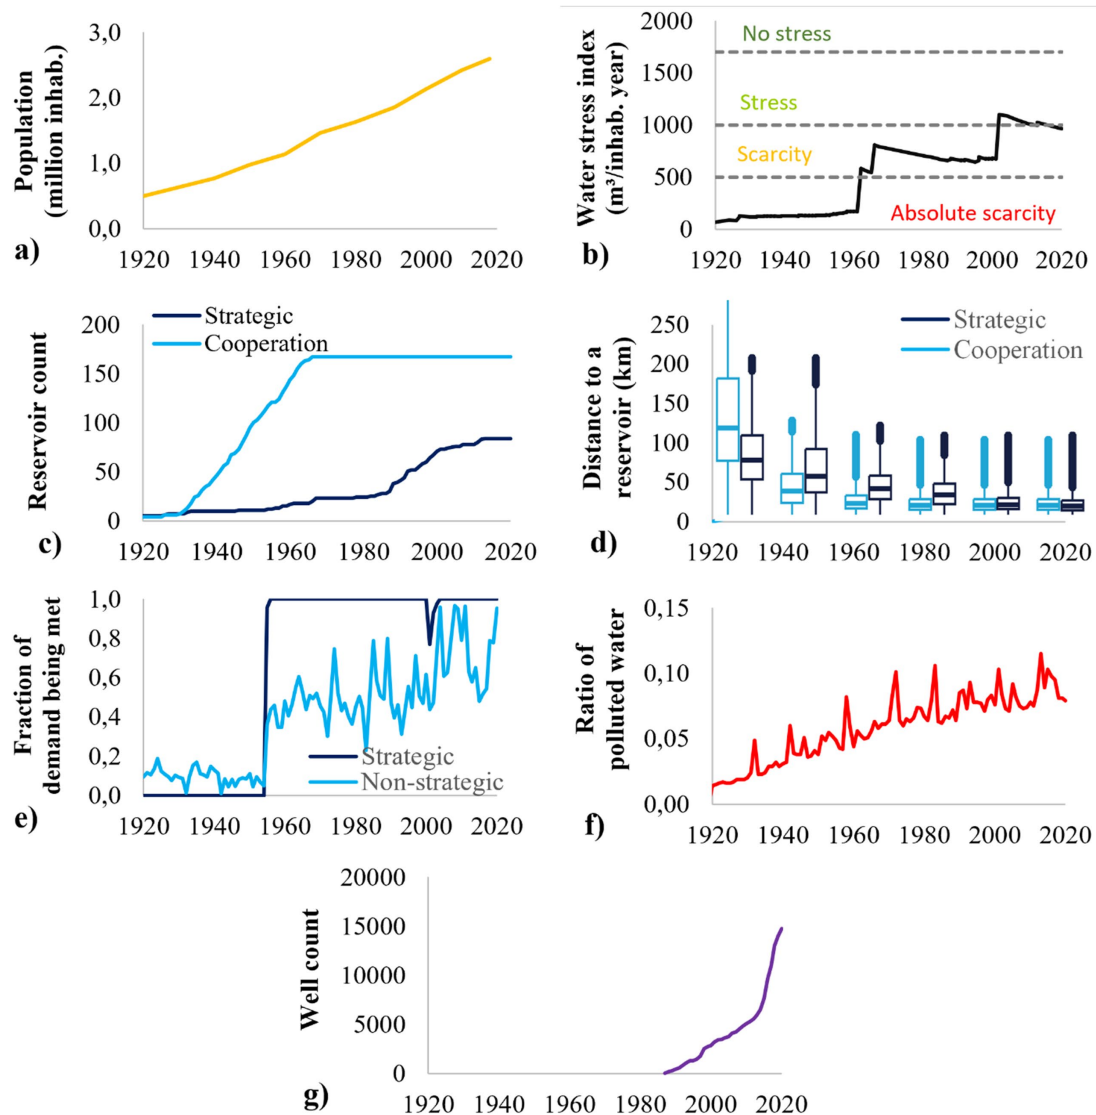 a)
Population
(million inhab.)
3,0
2,0
1,0
0,0
1920 1940 1960 1980 2000 2020
b)
Water stress index
(m³/inhab. year)
2000
1500
1000
500
0
No stress
Stress
Scarcity
Absolute scarcity
1920 1940 1960 1980 2000 2020
c)
Reservoir count
Strategic
Cooperation
200
150
100
50
0
1920 1940 1960 1980 2000 2020
d)
Distance to a
reservoir (km)
Strategic
Cooperation
250
200
150
100
50
0
1920 1940 1960 1980 2000 2020
e)
Fraction of
demand being met
1,0
0,8
0,6
0,4
0,2
0,0
Strategic
Non-strategic
1920 1940 1960 1980 2000 2020
f)
Ratio of
polluted water
0,15
0,10
0,05
0,00
1920 1940 1960 1980 2000 2020
g)
Well count
20000
15000
10000
5000
0
1920 1940 1960 1980 2000 2020